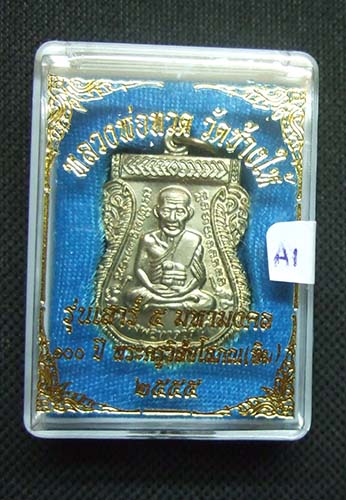 หลวงพ่อทวด วัดช้างให้
A1
รุ่นเสาร์ ๕ มหามงคล
๑๐๐ ปี พระครูวิสัยโสภณ(ทิม)
๒๕๕๕